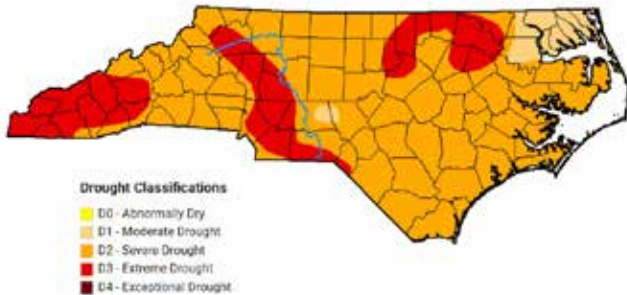 Drought Classifications
D0 - Abnormally Dry
D1 - Moderate Drought
D2 - Severe Drought
D3 - Extreme Drought
D4 - Exceptional Drought